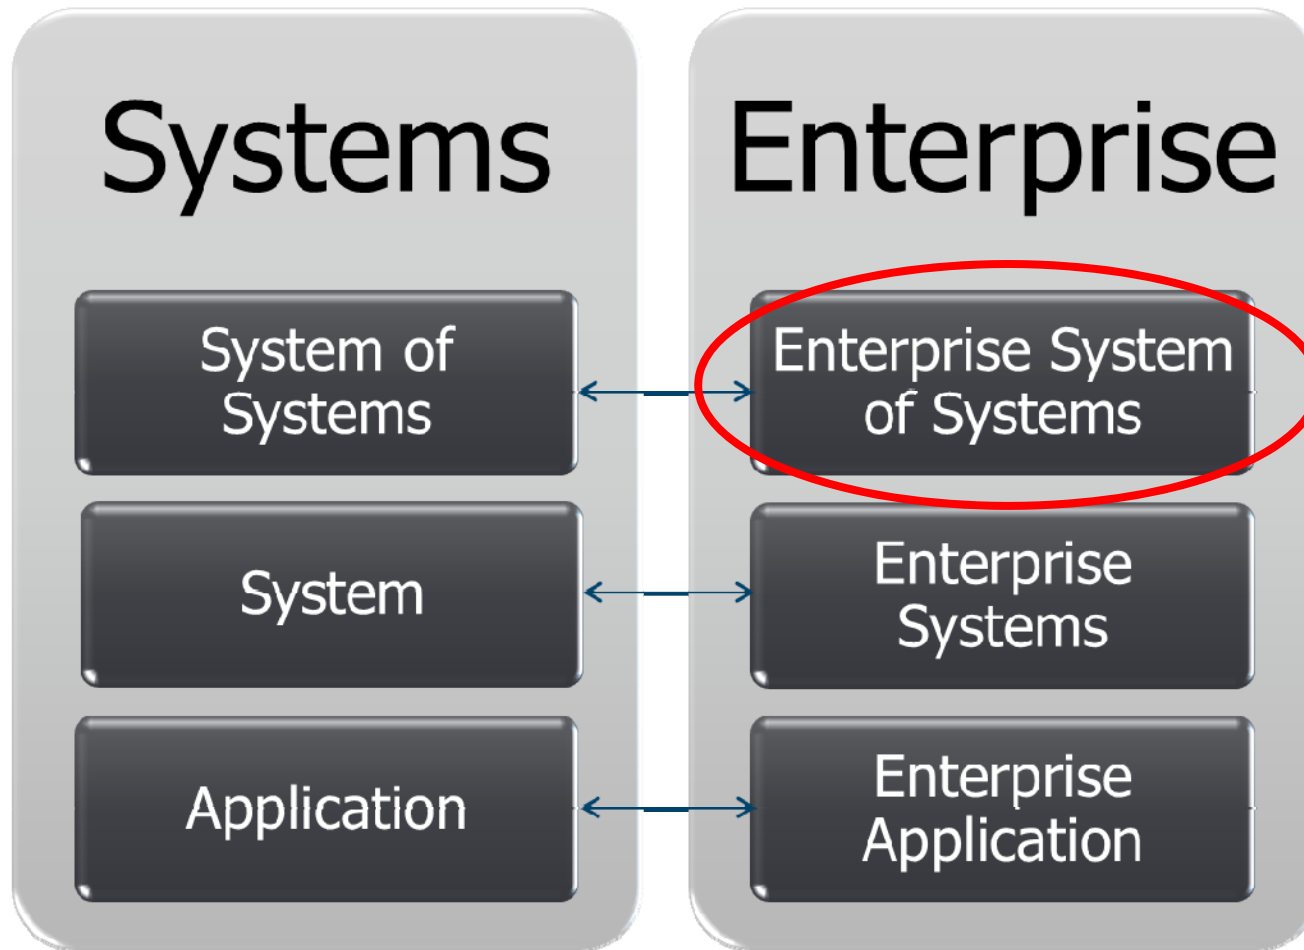 Systems
System of
Systems
System
Application
Enterprise
Enterprise System
of Systems
Enterprise
Systems
Enterprise
Application